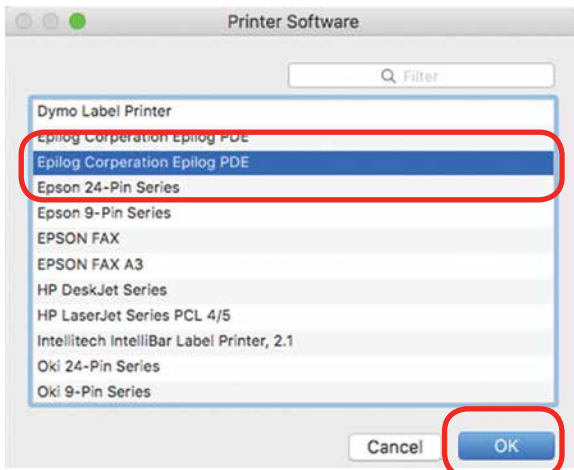 Printer Software
Filter
Dymo Label Printer
Epilog Corperation Epilog PDE
Epilog Corperation Epilog PDE
Epson 24-Pin Series
Epson 9-Pin Series
EPSON FAX
EPSON FAX A3
HP DeskJet Series
HP LaserJet Series PCL 4/5
Intellitech IntelliBar Label Printer, 2.1
Oki 24-Pin Series
Oki 9-Pin Series
Cancel OK